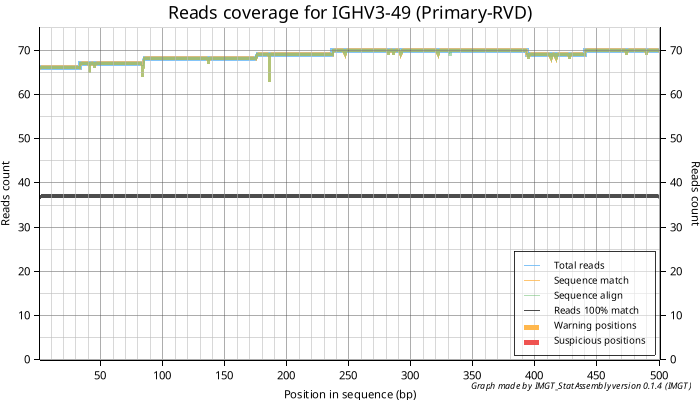 Reads coverage for IGHV3-49 (Primary-RVD)
70
70
60
60
50
50
40
40
30
30
20
20
10
10
0
0
Reads count
Reads count
Total reads
Sequence match
Sequence align
Reads 100% match
Warning positions
Suspicious positions
50 100 150 200 250 300 350 400 450 500
Position in sequence (bp)
Graph made by IMGT_StatAssembly version 0.1.4 (IMGT)